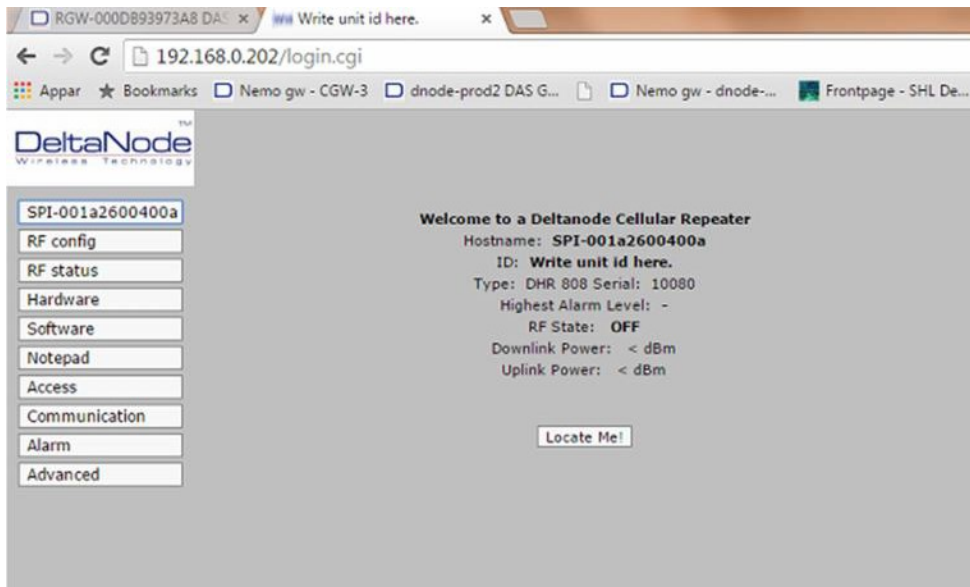 RGW-000DB93973A8 DAS
Write unit id here.
192.168.0.202/login.cgi
Appar Bookmarks Nemo gw - CGW-3 dnode-prod2 DAS G... Nemo gw - dnode-... Frontpage - SHL De...
DeltaNode™
Wireless Technology
SPI-001a2600400a
RF config
RF status
Hardware
Software
Notepad
Access
Communication
Alarm
Advanced
Welcome to a Deltanode Cellular Repeater
Hostname: SPI-001a2600400a
ID: Write unit id here.
Type: DHR 808 Serial: 10080
Highest Alarm Level: -
RF State: OFF
Downlink Power: < dBm
Uplink Power: < dBm
Locate Me!